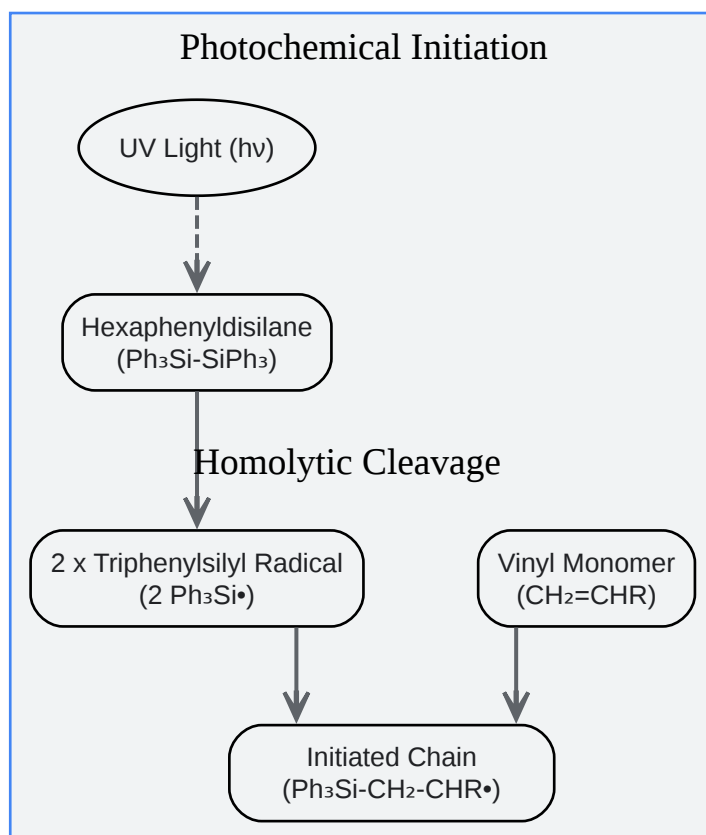 Photochemical Initiation
UV Light (hν)
Hexaphenyldisilane
(Ph₃Si-SiPh₃)
Homolytic Cleavage
2 x Triphenylsilyl Radical
(2 Ph₃Si•)
Vinyl Monomer
(CH₂=CHR)
Initiated Chain
(Ph₃Si-CH₂-CHR•)